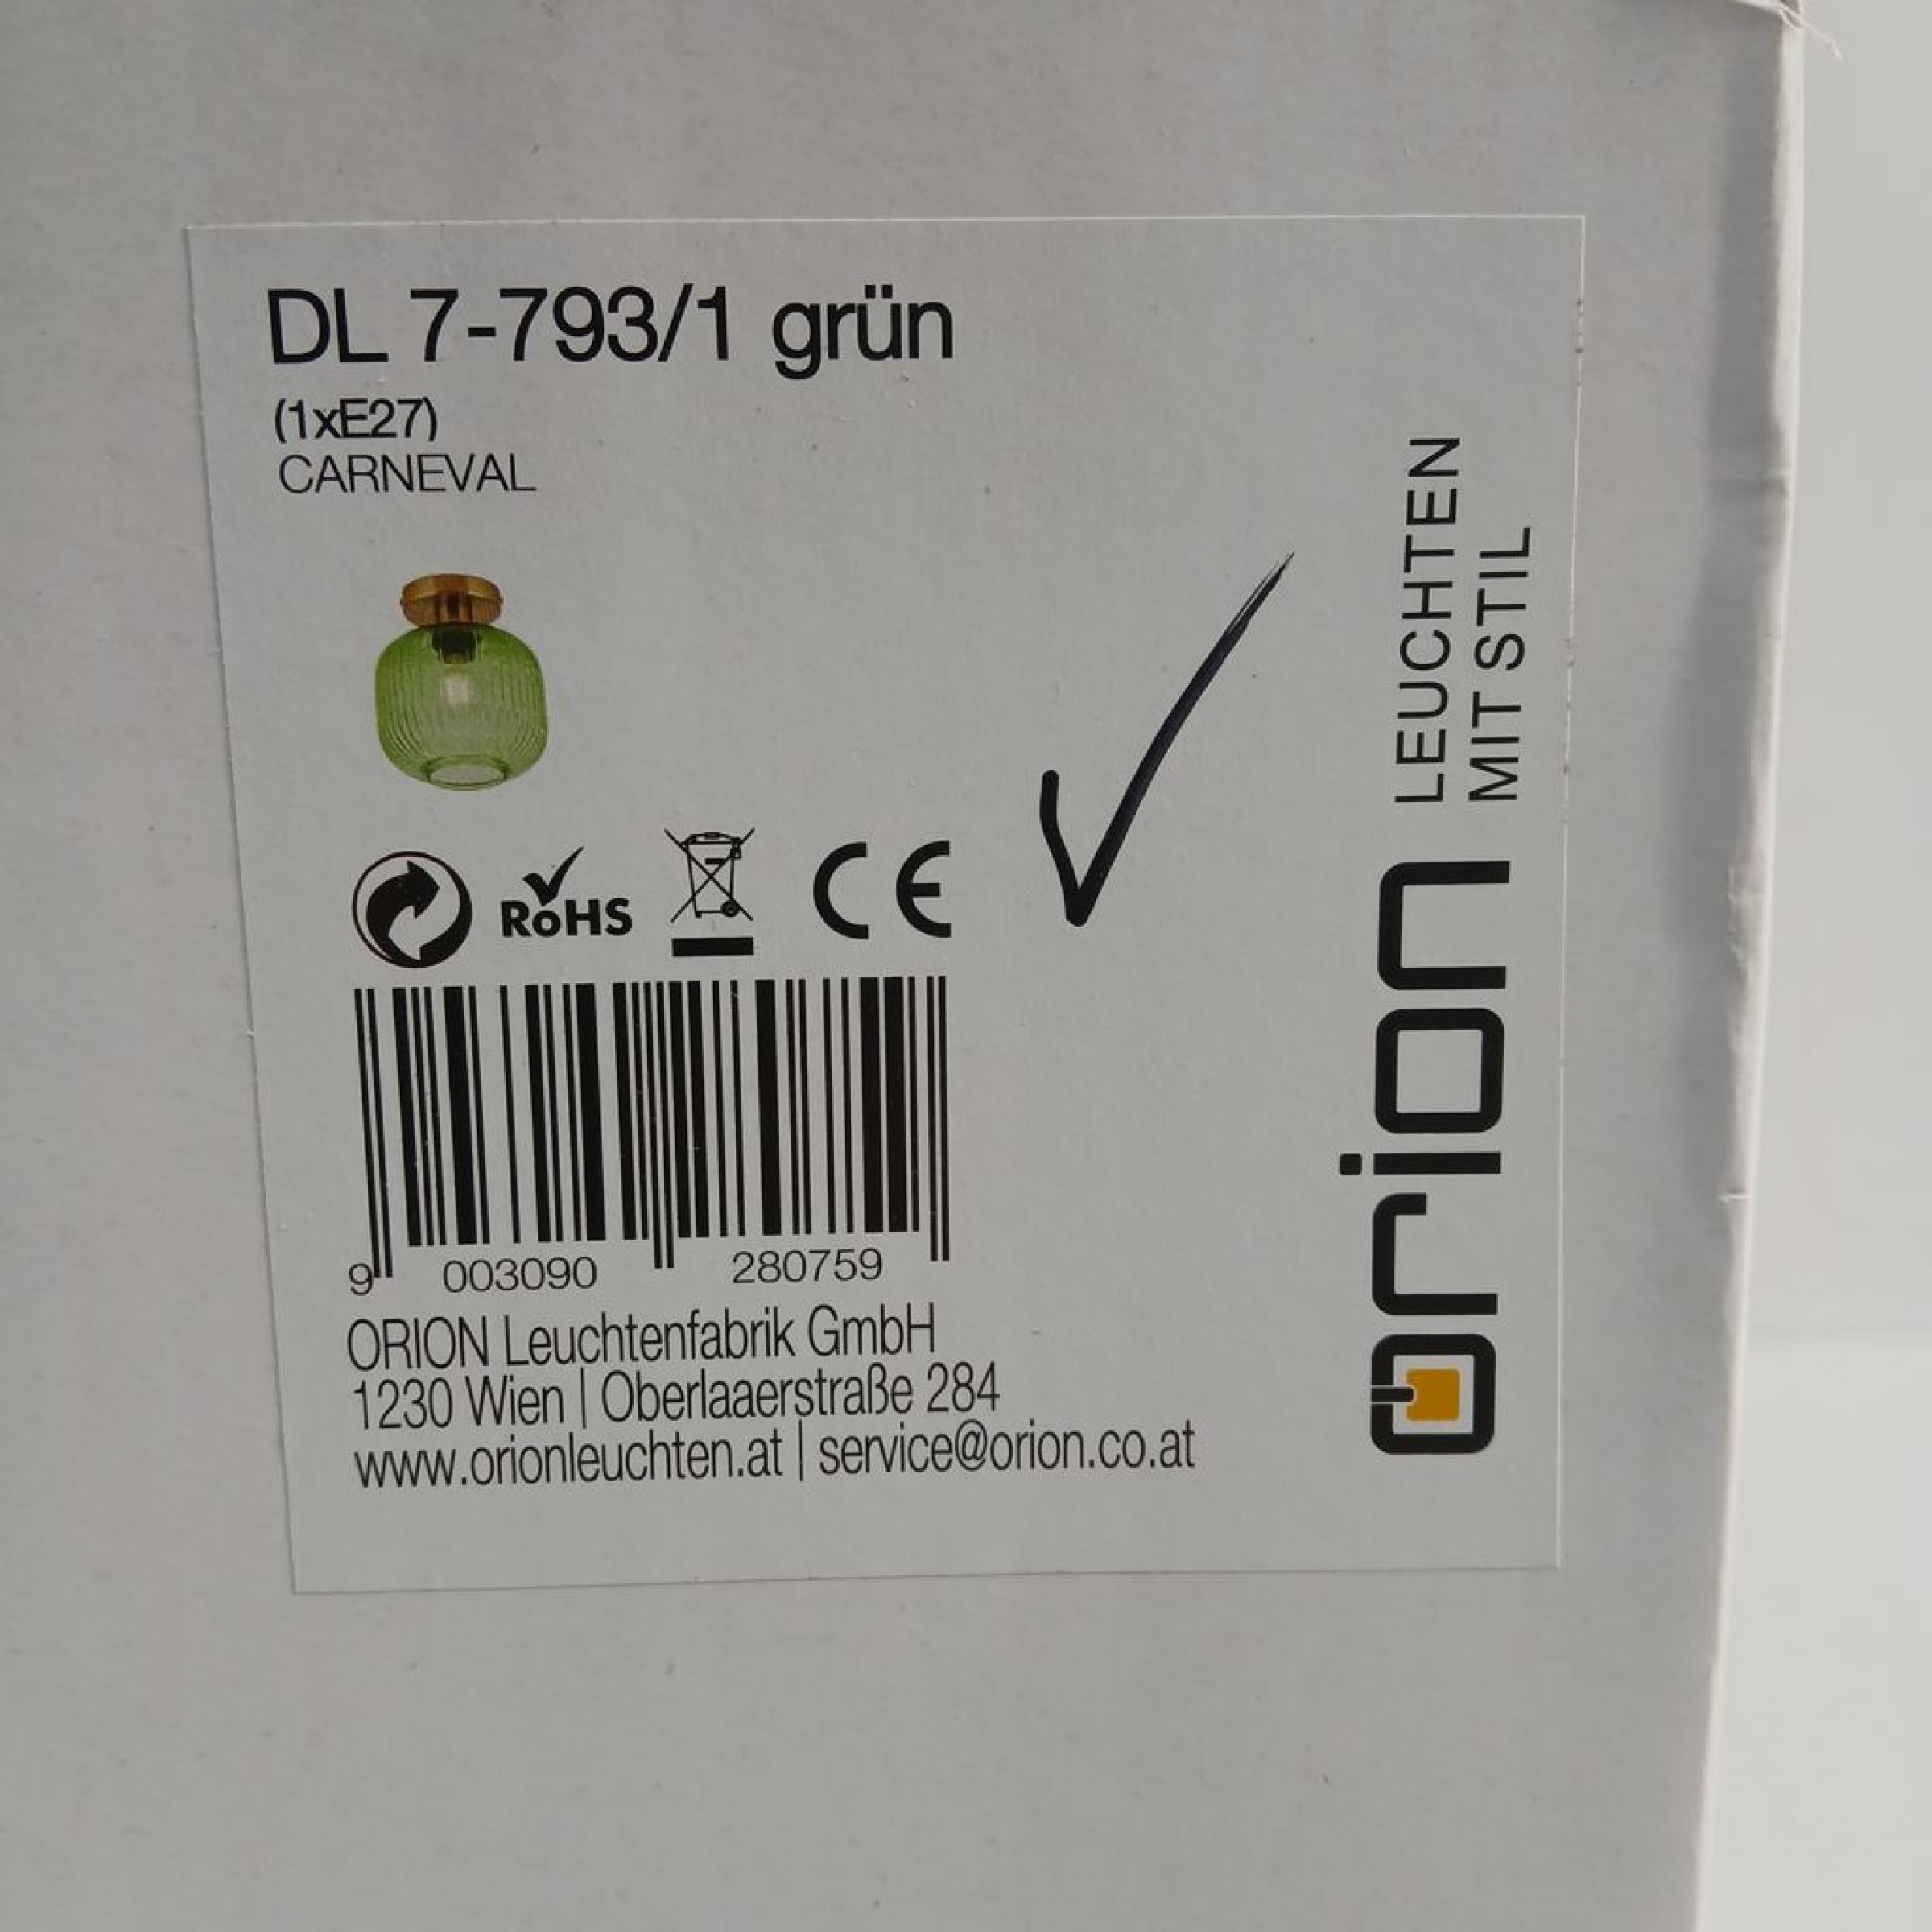 DL 7-793/1 grün
(1xE27)
CARNEVAL
RoHS
CE
9 003090 280759
ORION Leuchtenfabrik GmbH
1230 Wien | Oberlaaerstraße 284
www.orionleuchten.at | service@orion.co.at
orion
LEUCHTEN
MIT STIL